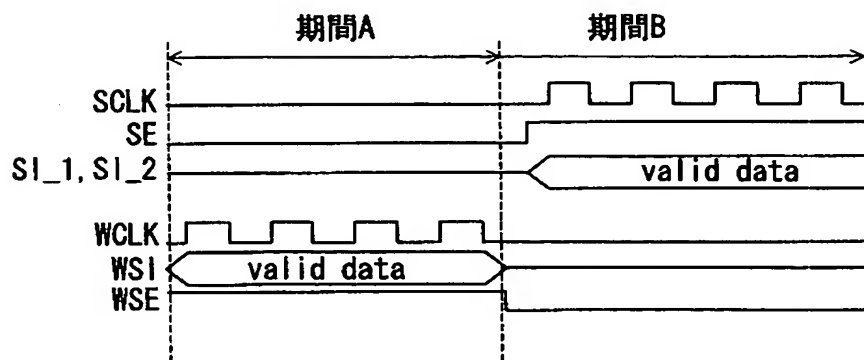 期間A 期間B
SCLK
SE
SI_1, SI_2 valid data
WCLK
WSI valid data
WSE